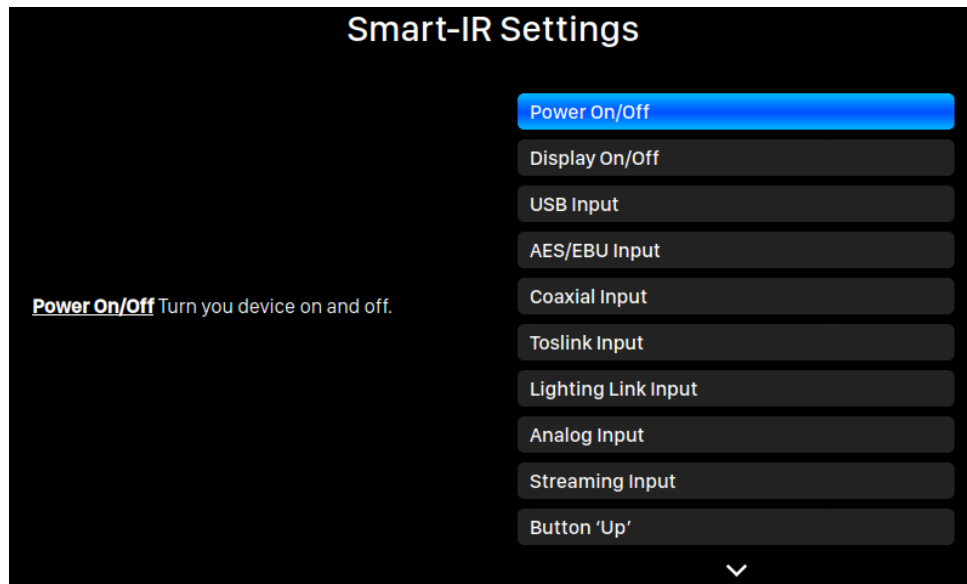 Smart-IR Settings
Power On/Off
Display On/Off
USB Input
AES/EBU Input
Coaxial Input
Power On/Off Turn you device on and off.
Toslink Input
Lighting Link Input
Analog Input
Streaming Input
Button ‘Up’